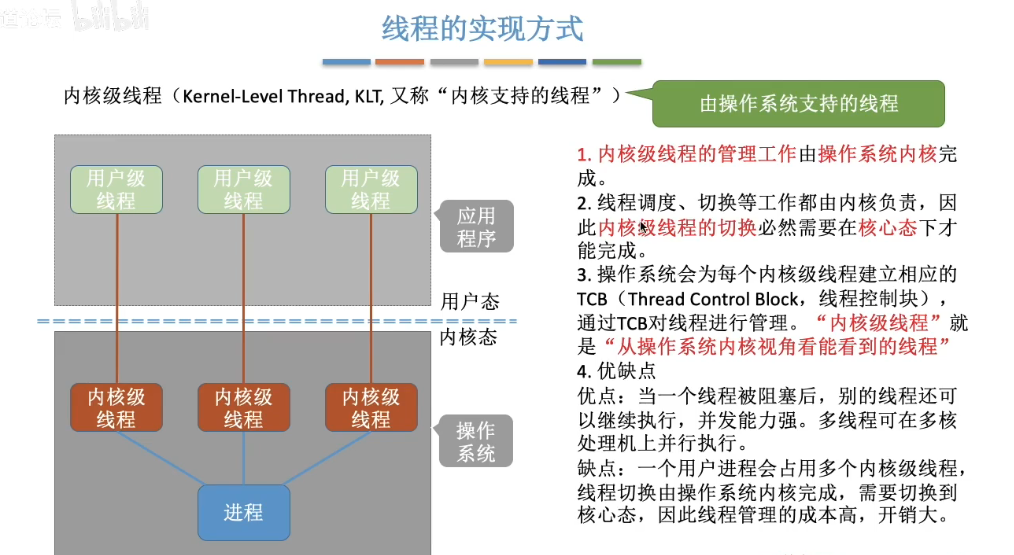 线程的实现方式
内核级线程（Kernel-Level Thread, KLT, 又称“内核支持的线程”）
由操作系统支持的线程
用户级
线程
用户级
线程
用户级
线程
应用
程序
用户态
内核态
内核级
线程
内核级
线程
内核级
线程
操作
系统
进程
1. 内核级线程的管理工作由操作系统内核完
成。
2. 线程调度、切换等工作都由内核负责，因
此内核级线程的切换必然需要在核心态下才
能完成。
3. 操作系统会为每个内核级线程建立相应的
TCB（Thread Control Block，线程控制块），
通过TCB对线程进行管理。“内核级线程”就
是“从操作系统内核视角看能看到的线程”
4. 优缺点
优点：当一个线程被阻塞后，别的线程还可
以继续执行，并发能力强。多线程可在多核
处理机上并行执行。
缺点：一个用户进程会占用多个内核级线程，
线程切换由操作系统内核完成，需要切换到
核心态，因此线程管理的成本高，开销大。